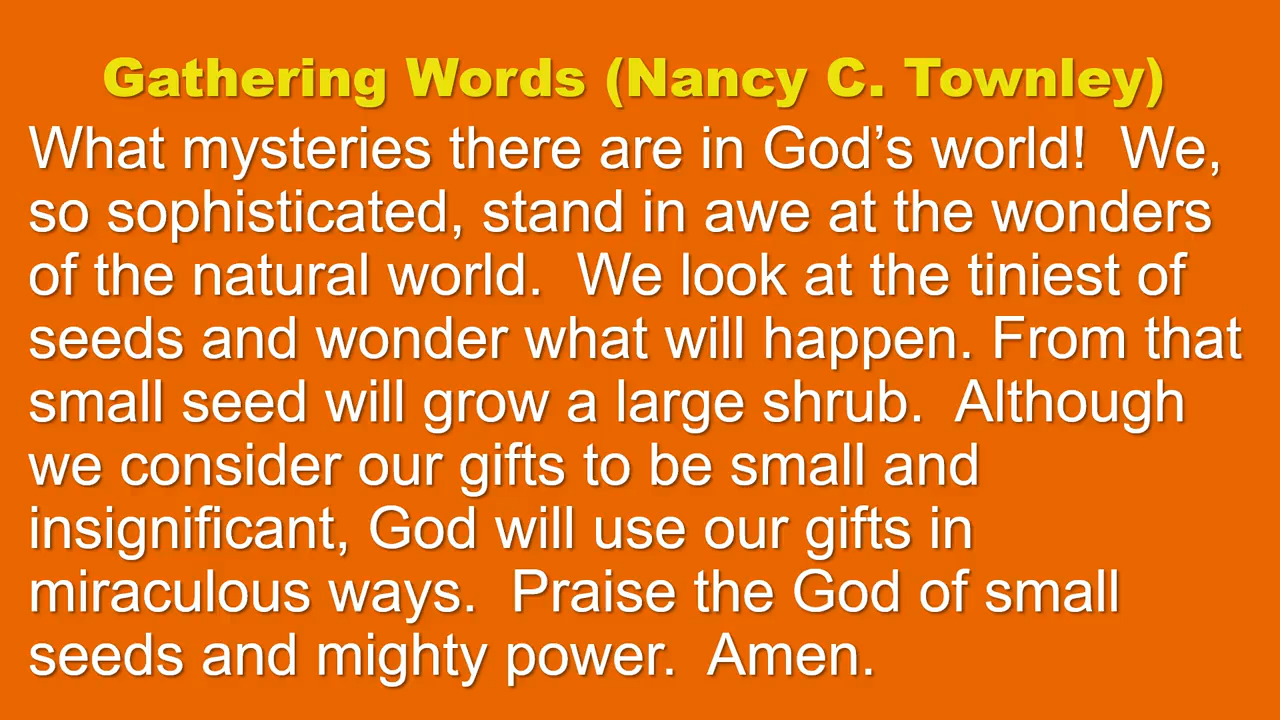 Gathering Words (Nancy C. Townley)
What mysteries there are in God’s world!  We,
so sophisticated, stand in awe at the wonders
of the natural world.  We look at the tiniest of
seeds and wonder what will happen. From that
small seed will grow a large shrub.  Although
we consider our gifts to be small and
insignificant, God will use our gifts in
miraculous ways.  Praise the God of small
seeds and mighty power.  Amen.